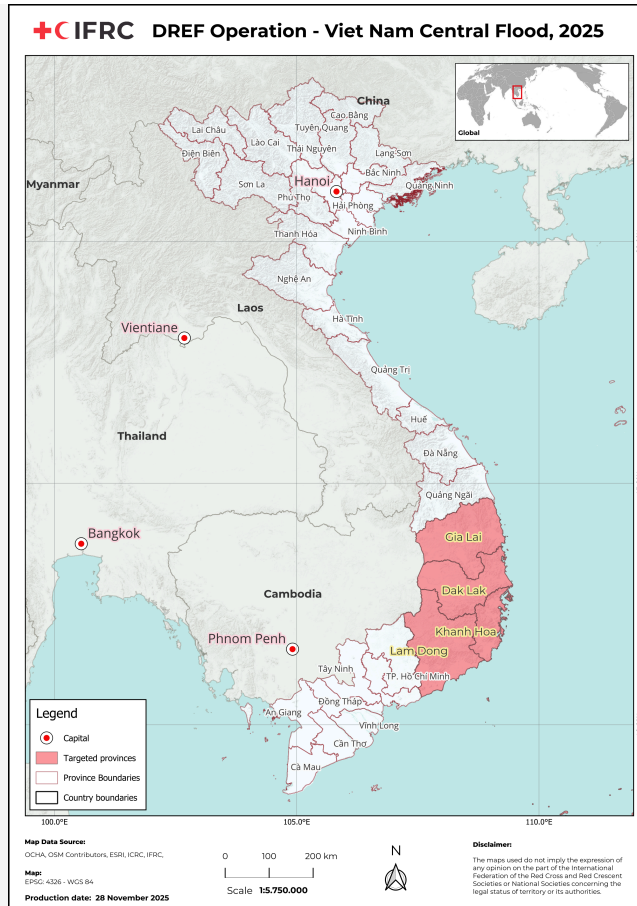 IFRC DREF Operation - Viet Nam Central Flood, 2025
Global
China
Cao Bằng
Lai Châu
Tuyên Quang
Lào Cai
Thái Nguyên
Điện Biên
Lạng Sơn
Bắc Ninh
Myanmar
Hanoi
Sơn La
Quảng Ninh
Phú Thọ
Hải Phòng
Thanh Hóa
Ninh Bình
Nghệ An
Laos
Hà Tĩnh
Vientiane
Quảng Trị
Huế
Thailand
Đà Nẵng
Quảng Ngãi
Bangkok
Gia Lai
Cambodia
Dak Lak
Phnom Penh
Khanh Hoa
Lam Dong
Tây Ninh
TP. Hồ Chí Minh
Đồng Tháp
An Giang
Vĩnh Long
Cần Thơ
Cà Mau
Legend
Capital
Targeted provinces
Province Boundaries
Country boundaries
100.0°E
105.0°E
110.0°E
Map Data Source:
OCHA, OSM Contributors, ESRI, ICRC, IFRC,
Map:
EPSG: 4326 - WGS 84
Production date: 28 November 2025
0 100 200 km
Scale 1:5.750.000
N
Disclaimer:
The maps used do not imply the expression of
any opinion on the part of the International
Federation of the Red Cross and Red Crescent
Societies or National Societies concerning the
legal status of territory or its authorities.